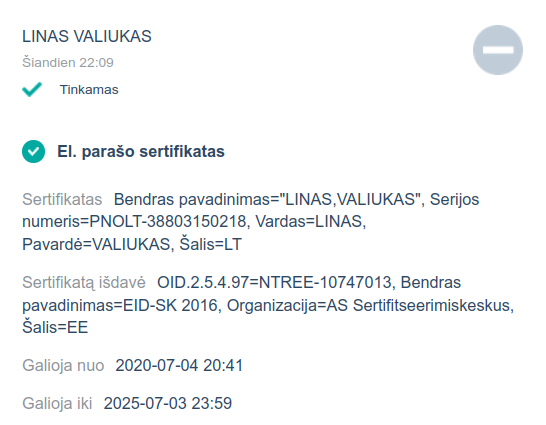 LINAS VALIUKAS
Šiandien 22:09
Tinkamas
El. parašo sertifikatas
Sertifikatas Bendras pavadinimas="LINAS,VALIUKAS", Serijos
numeris=PNOLT-38803150218, Vardas=LINAS,
Pavardė=VALIUKAS, Šalis=LT
Sertifikatą išdavė OID.2.5.4.97=NTREE-10747013, Bendras
pavadinimas=EID-SK 2016, Organizacija=AS Sertifitseerimiskeskus,
Šalis=EE
Galioja nuo 2020-07-04 20:41
Galioja iki 2025-07-03 23:59